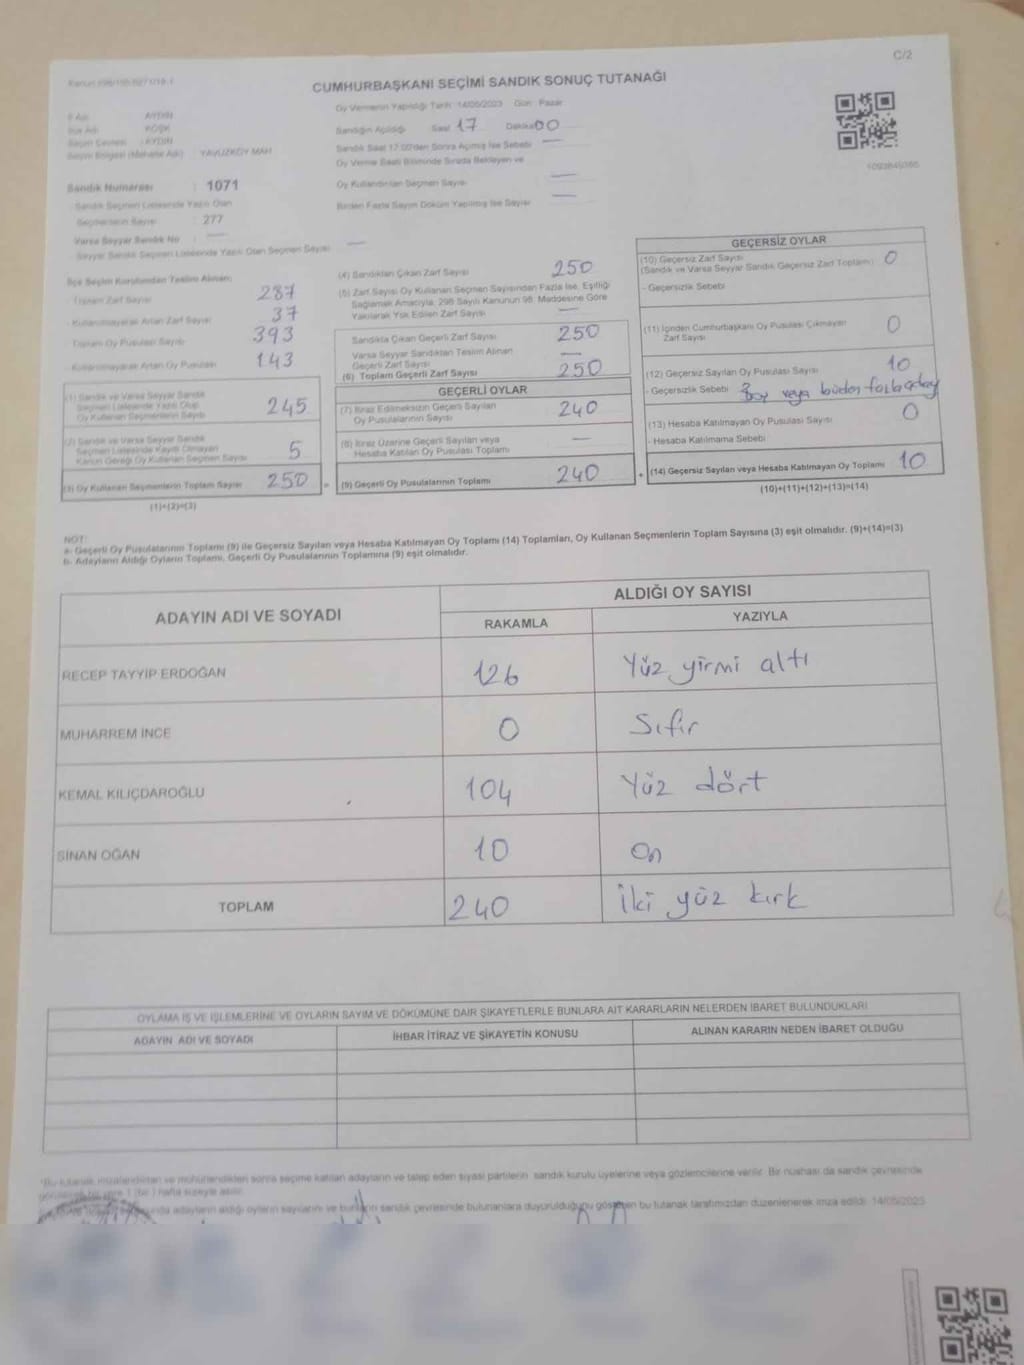 C/2
CUMHURBAŞKANI SEÇİMİ SANDIK SONUÇ TUTANAĞI
Oy Vermenin Yapıldığı Tarih 14/05/2023 Gün Pazar
Sandığın Açıldığı Saat 17 Dakika 00
Sandık Saat 17:00'den Sonra Açılmış İse Sebebi —
Oy Verme Saati Bitiminde Sırada Bekleyen ve
Oy Kullandırılan Seçmen Sayısı —
Birden Fazla Sayım Döküm Yapılmış İse Sayısı —
1093845365
İl Adı AYDIN
İlçe Adı KÖŞK
Seçim Çevresi : AYDIN
Seçim Bölgesi (Mahalle Adı) YAVUZKÖY MAH
Sandık Numarası : 1071
- Sandık Seçmen Listesinde Yazılı Olan
Seçmenlerin Sayısı : 277
Varsa Seyyar Sandık No —
- Seyyar Sandık Seçmen Listesinde Yazılı Olan Seçmen Sayısı —
İlçe Seçim Kurulundan Teslim Alınan:
Toplam Zarf Sayısı 287
- Kullanılmayarak Artan Zarf Sayısı 37
Toplam Oy Pusulası Sayısı 393
- Kullanılmayarak Artan Oy Pusulası 143
(1) Sandık ve Varsa Seyyar Sandık
Seçmen Listesinde Yazılı Olup
Oy Kullanan Seçmenlerin Sayısı 245
(2) Sandık ve Varsa Seyyar Sandık
Seçmen Listesinde Kayıtlı Olmayan
Kanun Gereği Oy Kullanan Seçmen Sayısı 5
(3) Oy Kullanan Seçmenlerin Toplam Sayısı 250 =
(1)+(2)=(3)
(4) Sandıktan Çıkan Zarf Sayısı 250
(5) Zarf Sayısı Oy Kullanan Seçmen Sayısından Fazla İse, Eşitliği
Sağlamak Amacıyla, 298 Sayılı Kanunun 98. Maddesine Göre
Yakılarak Yok Edilen Zarf Sayısı —
Sandıkta Çıkan Geçerli Zarf Sayısı 250
Varsa Seyyar Sandıktan Teslim Alınan
Geçerli Zarf Sayısı —
(6) Toplam Geçerli Zarf Sayısı 250
GEÇERLİ OYLAR
(7) İtiraz Edilmeksizin Geçerli Sayılan
Oy Pusulalarının Sayısı 240
(8) İtiraz Üzerine Geçerli Sayılan veya
Hesaba Katılan Oy Pusulası Toplamı —
(9) Geçerli Oy Pusulalarının Toplamı 240 +
GEÇERSİZ OYLAR
(10) Geçersiz Zarf Sayısı 0
(Sandık ve Varsa Seyyar Sandık Geçersiz Zarf Toplamı)
- Geçersizlik Sebebi
(11) İçinden Cumhurbaşkanı Oy Pusulası Çıkmayan
Zarf Sayısı 0
(12) Geçersiz Sayılan Oy Pusulası Sayısı 10
- Geçersizlik Sebebi Boş veya birden fazla
(13) Hesaba Katılmayan Oy Pusulası Sayısı 0
- Hesaba Katılmama Sebebi
(14) Geçersiz Sayılan veya Hesaba Katılmayan Oy Toplamı 10
(10)+(11)+(12)+(13)=(14)
NOT:
a- Geçerli Oy Pusulalarının Toplamı (9) ile Geçersiz Sayılan veya Hesaba Katılmayan Oy Toplamı (14) Toplamları, Oy Kullanan Seçmenlerin Toplam Sayısına (3) eşit olmalıdır. (9)+(14)=(3)
b- Adayların Aldığı Oyların Toplamı, Geçerli Oy Pusulalarının Toplamına (9) eşit olmalıdır.
ADAYIN ADI VE SOYADI
ALDIĞI OY SAYISI
RAKAMLA YAZIYLA
RECEP TAYYİP ERDOĞAN 126 Yüz yirmi altı
MUHARREM İNCE 0 Sıfır
KEMAL KILIÇDAROĞLU 104 Yüz dört
SİNAN OĞAN 10 On
TOPLAM 240 İki yüz kırk
OYLAMA İŞ VE İŞLEMLERİNE VE OYLARIN SAYIM VE DÖKÜMÜNE DAİR ŞİKAYETLERLE BUNLARA AİT KARARLARIN NELERDEN İBARET BULUNDUKLARI
ADAYIN ADI VE SOYADI İHBAR İTİRAZ VE ŞİKAYETİN KONUSU ALINAN KARARIN NEDEN İBARET OLDUĞU
*Bu tutanak imzalandıktan ve mühürlendikten sonra seçime katılan adayların ve talep eden siyasi partilerin sandık kurulu üyelerine veya gözlemcilerine verilir. Bir nüshası da sandık çevresinde
görülecek bir yere 1 (bir) hafta süreyle asılır.
adayların aldığı oyların sayılarını ve bunların sandık çevresinde bulunanlara duyurulduğunu gösteren bu tutanak tarafımızdan düzenlenerek imza edildi. 14/05/2023